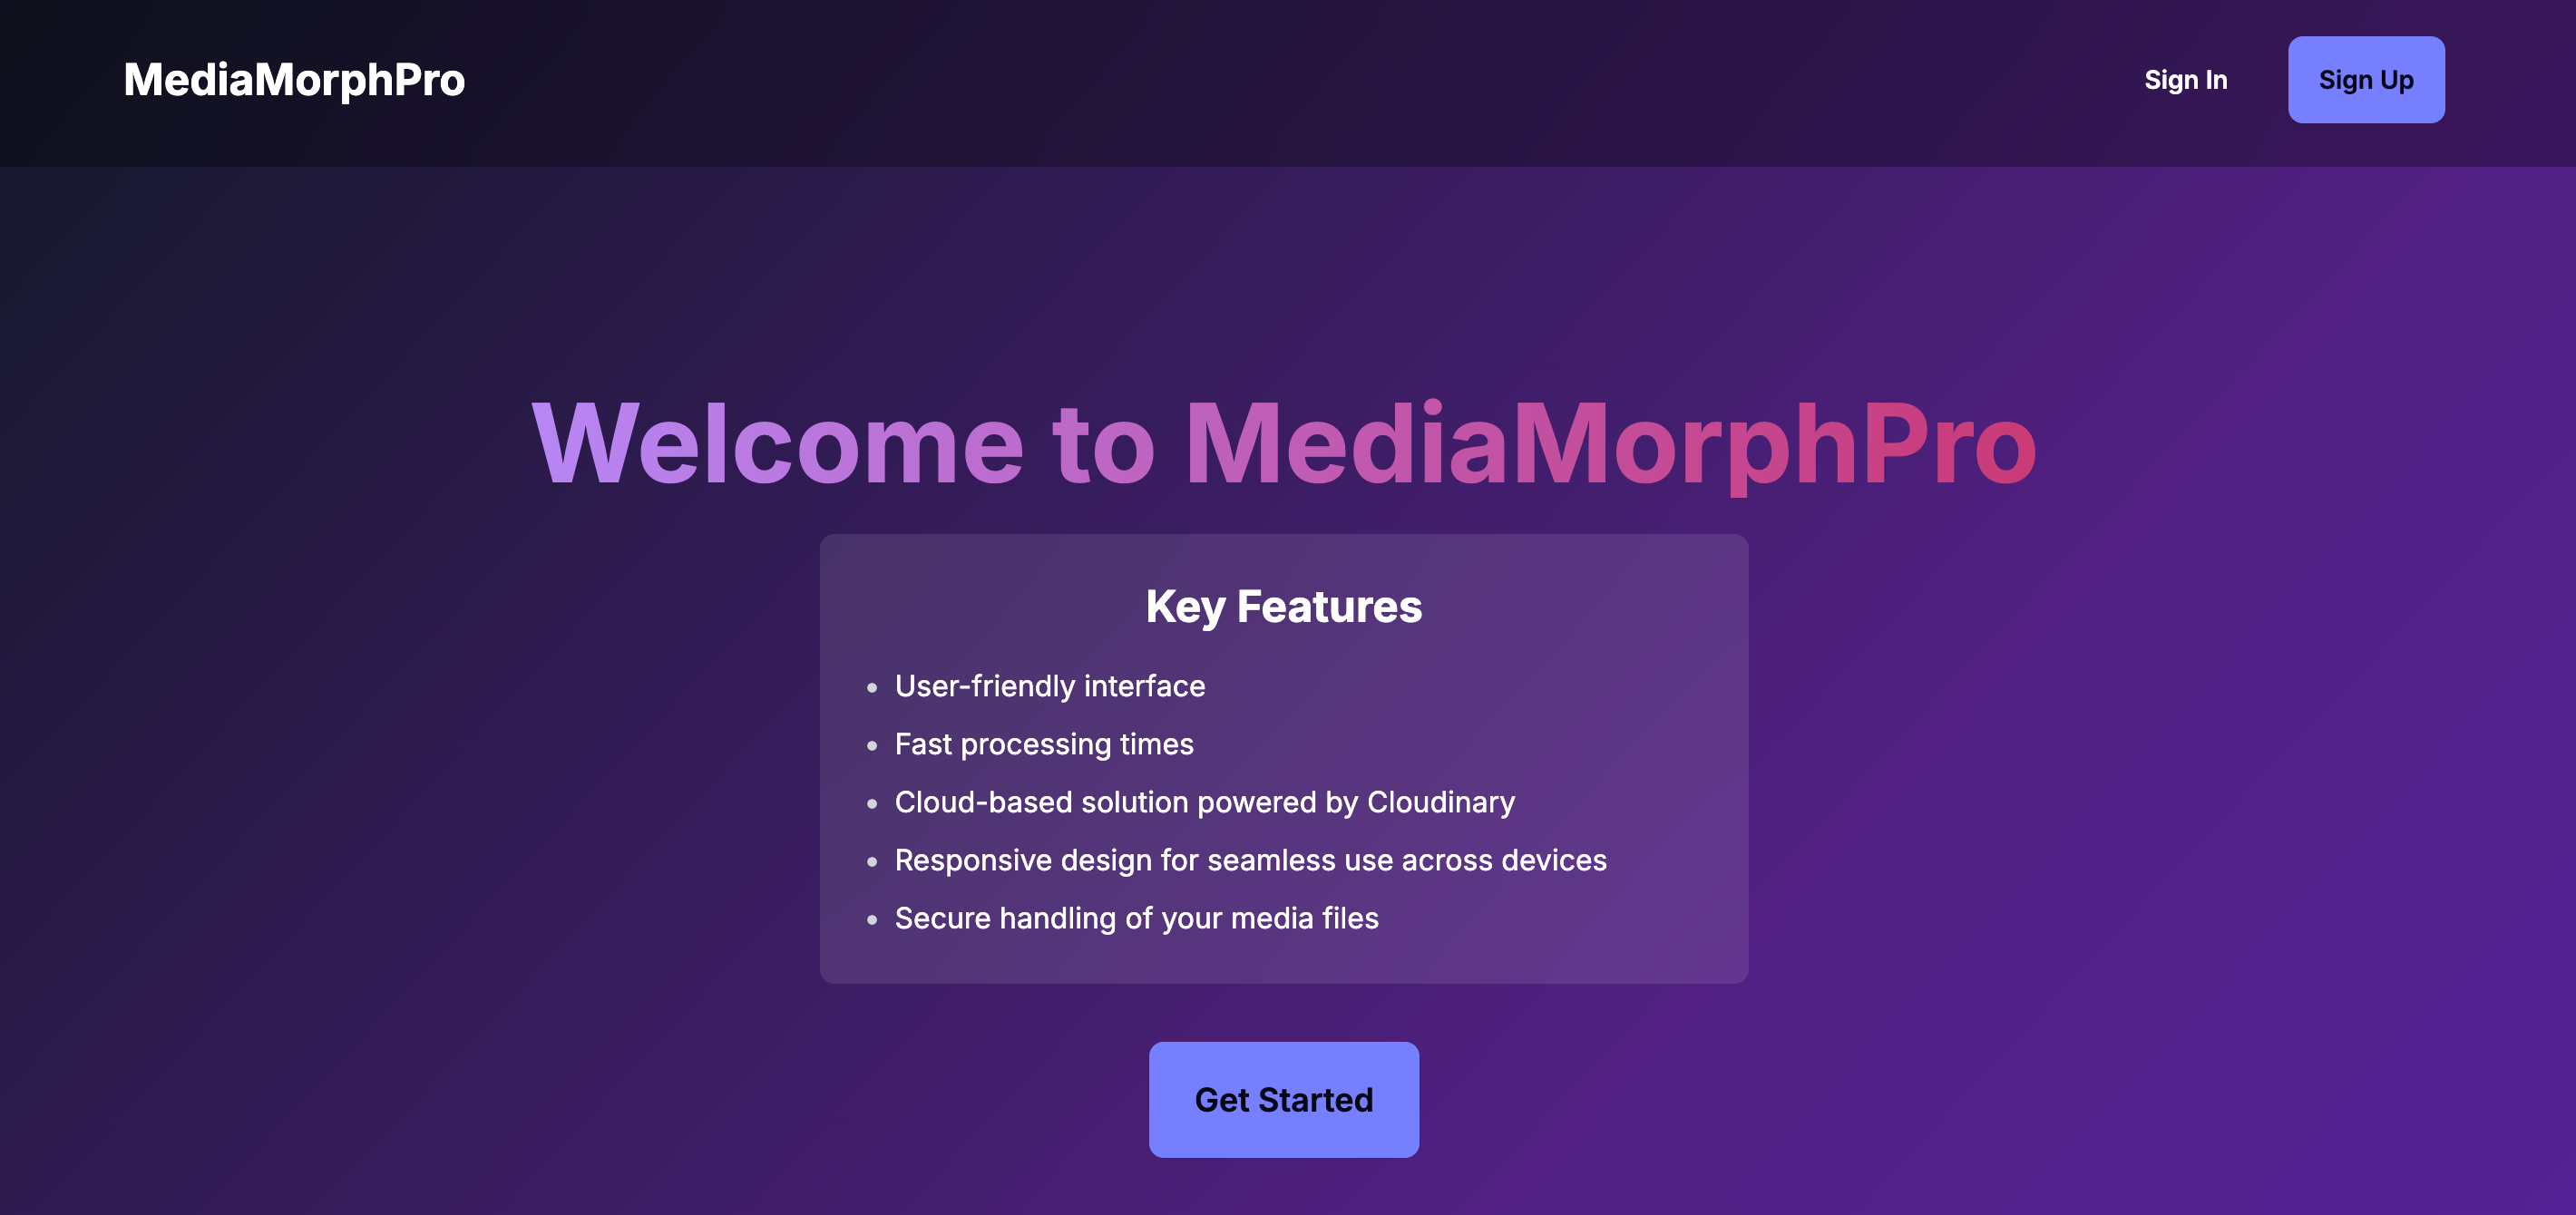 MediaMorphPro
Sign In
Sign Up
Welcome to MediaMorphPro
Key Features
User-friendly interface
Fast processing times
Cloud-based solution powered by Cloudinary
Responsive design for seamless use across devices
Secure handling of your media files
Get Started